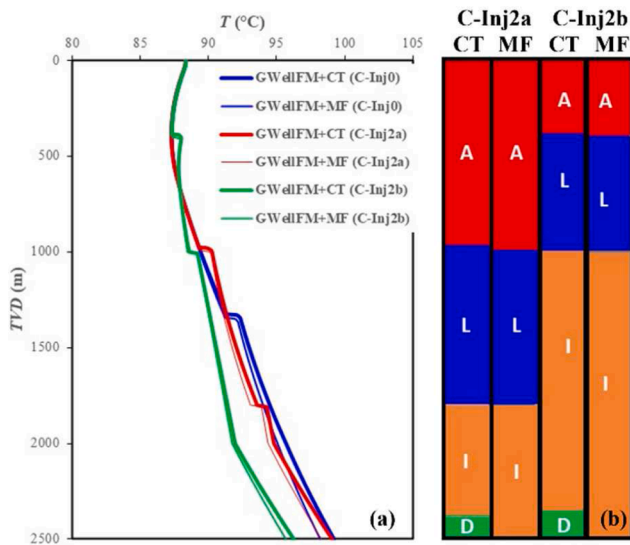 T (°C)
80 85 90 95 100 105
0
500
1000
1500
2000
2500
TVD (m)
GWellFM+CT (C-Inj0)
GWellFM+MF (C-Inj0)
GWellFM+CT (C-Inj2a)
GWellFM+MF (C-Inj2a)
GWellFM+CT (C-Inj2b)
GWellFM+MF (C-Inj2b)
(a)
C-Inj2a C-Inj2b
CT MF CT MF
A A
A A
L L
L L
I I
I I
D D
(b)